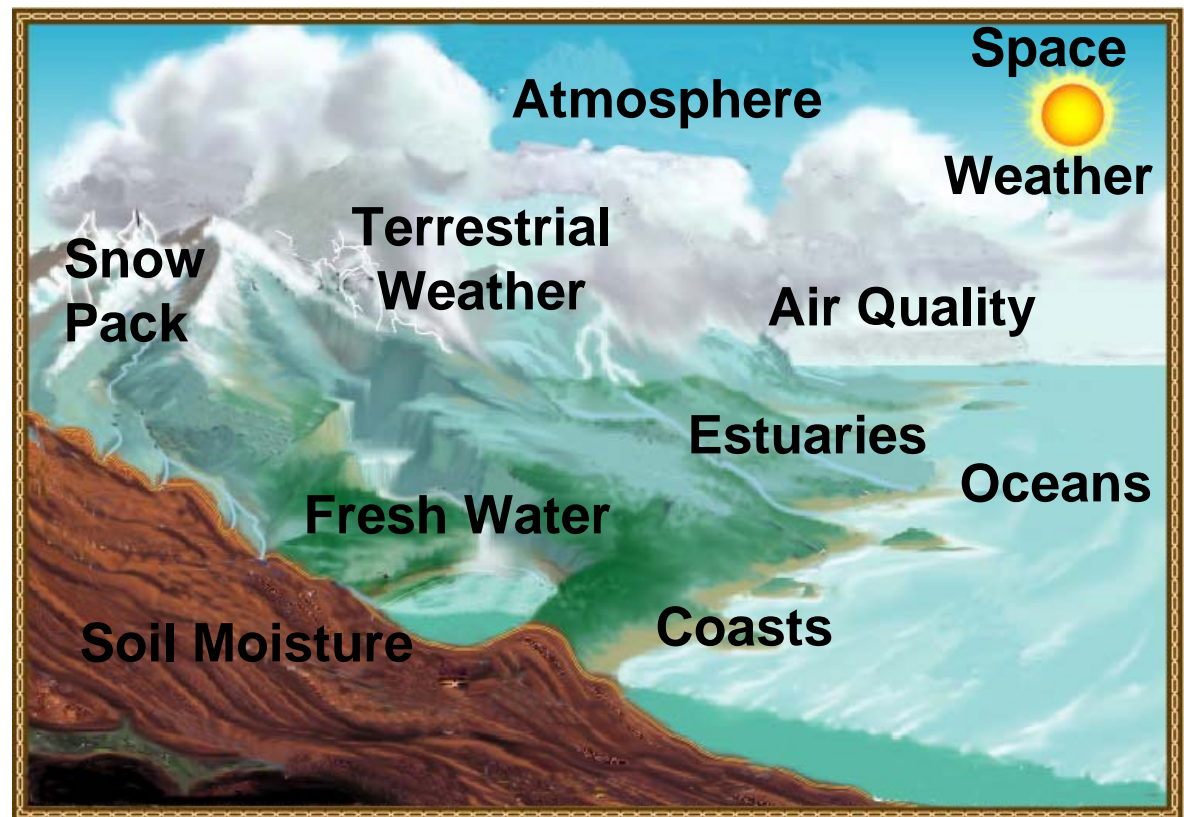 Space
Atmosphere
Weather
Terrestrial
Weather
Snow
Pack
Air Quality
Estuaries
Oceans
Fresh Water
Coasts
Soil Moisture